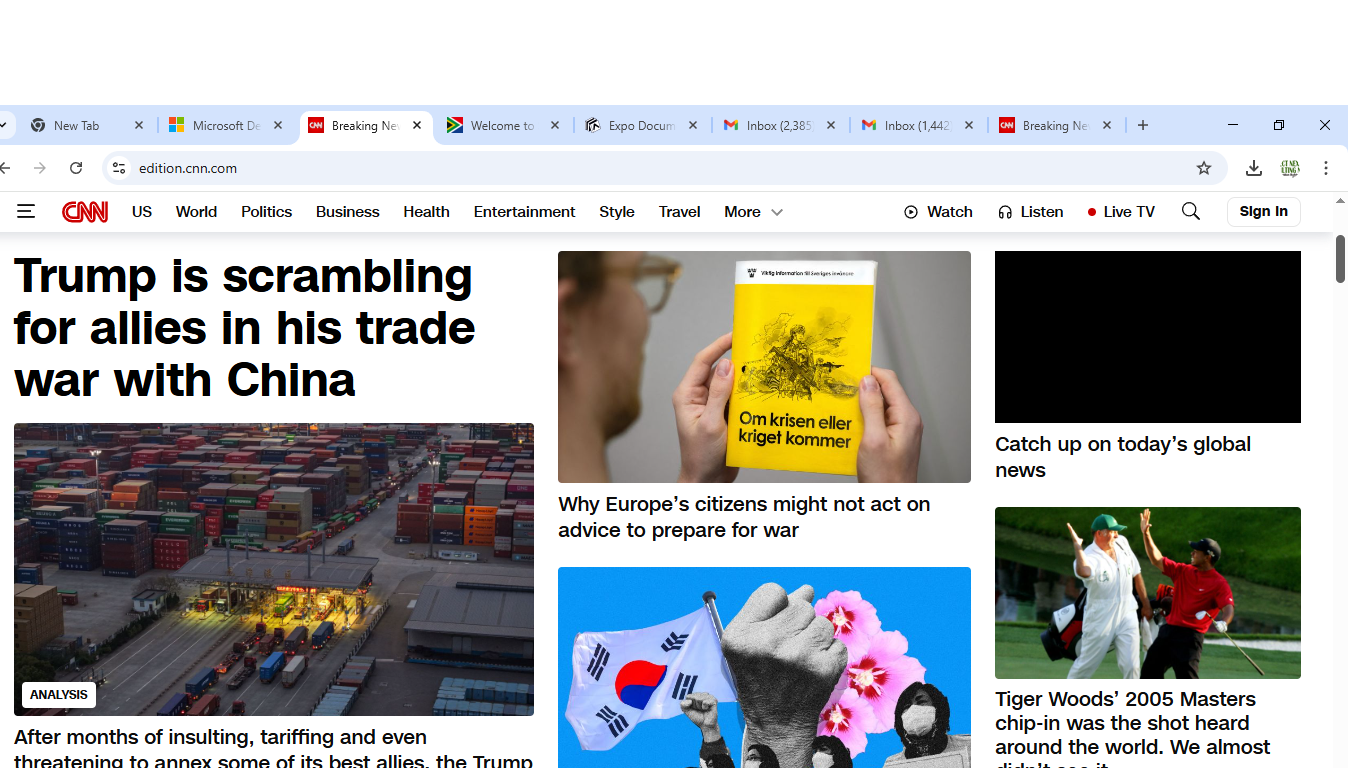 New Tab
Microsoft De
Breaking Ne
Welcome to
Expo Docum
Inbox (2,385
Inbox (1,442
Breaking Ne
edition.cnn.com
CNN
US
World
Politics
Business
Health
Entertainment
Style
Travel
More
Watch
Listen
Live TV
Sign In
Trump is scrambling
for allies in his trade
war with China
ANALYSIS
After months of insulting, tariffing and even
threatening to annex some of its best allies, the Trump
Viktig information till Sveriges invånare
Om krisen eller
kriget kommer
Why Europe's citizens might not act on
advice to prepare for war
Catch up on today's global
news
Tiger Woods' 2005 Masters
chip-in was the shot heard
around the world. We almost
didn't see it